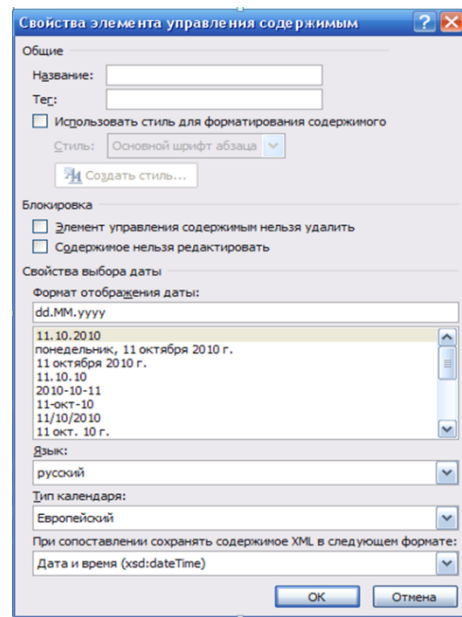 Свойства элемента управления содержимым
Общие
Название:
Тег:
Использовать стиль для форматирования содержимого
Стиль: Основной шрифт абзаца
Создать стиль...
Блокировка
Элемент управления содержимым нельзя удалить
Содержимое нельзя редактировать
Свойства выбора даты
Формат отображения даты:
dd.MM.yyyy
11.10.2010
понедельник, 11 октября 2010 г.
11 октября 2010 г.
11.10.10
2010-10-11
11-окт-10
11/10/2010
11 окт. 10 г.
Язык:
русский
Тип календаря:
Европейский
При сопоставлении сохранять содержимое XML в следующем формате:
Дата и время (xsd:dateTime)
ОК Отмена